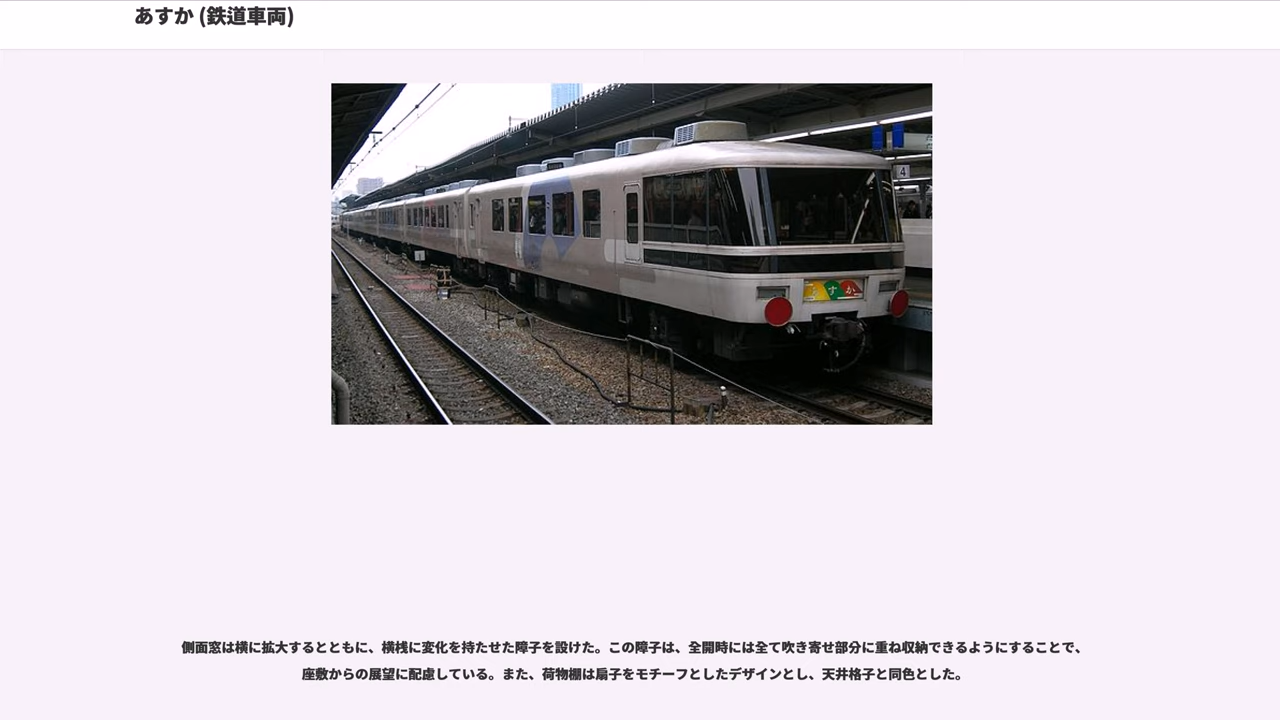 あすか (鉄道車両)
4
あすか
側面窓は横に拡大するとともに、横桟に変化を持たせた障子を設けた。この障子は、全開時には全て吹き寄せ部分に重ね収納できるようにすることで、
座敷からの展望に配慮している。また、荷物棚は扇子をモチーフとしたデザインとし、天井格子と同色とした。